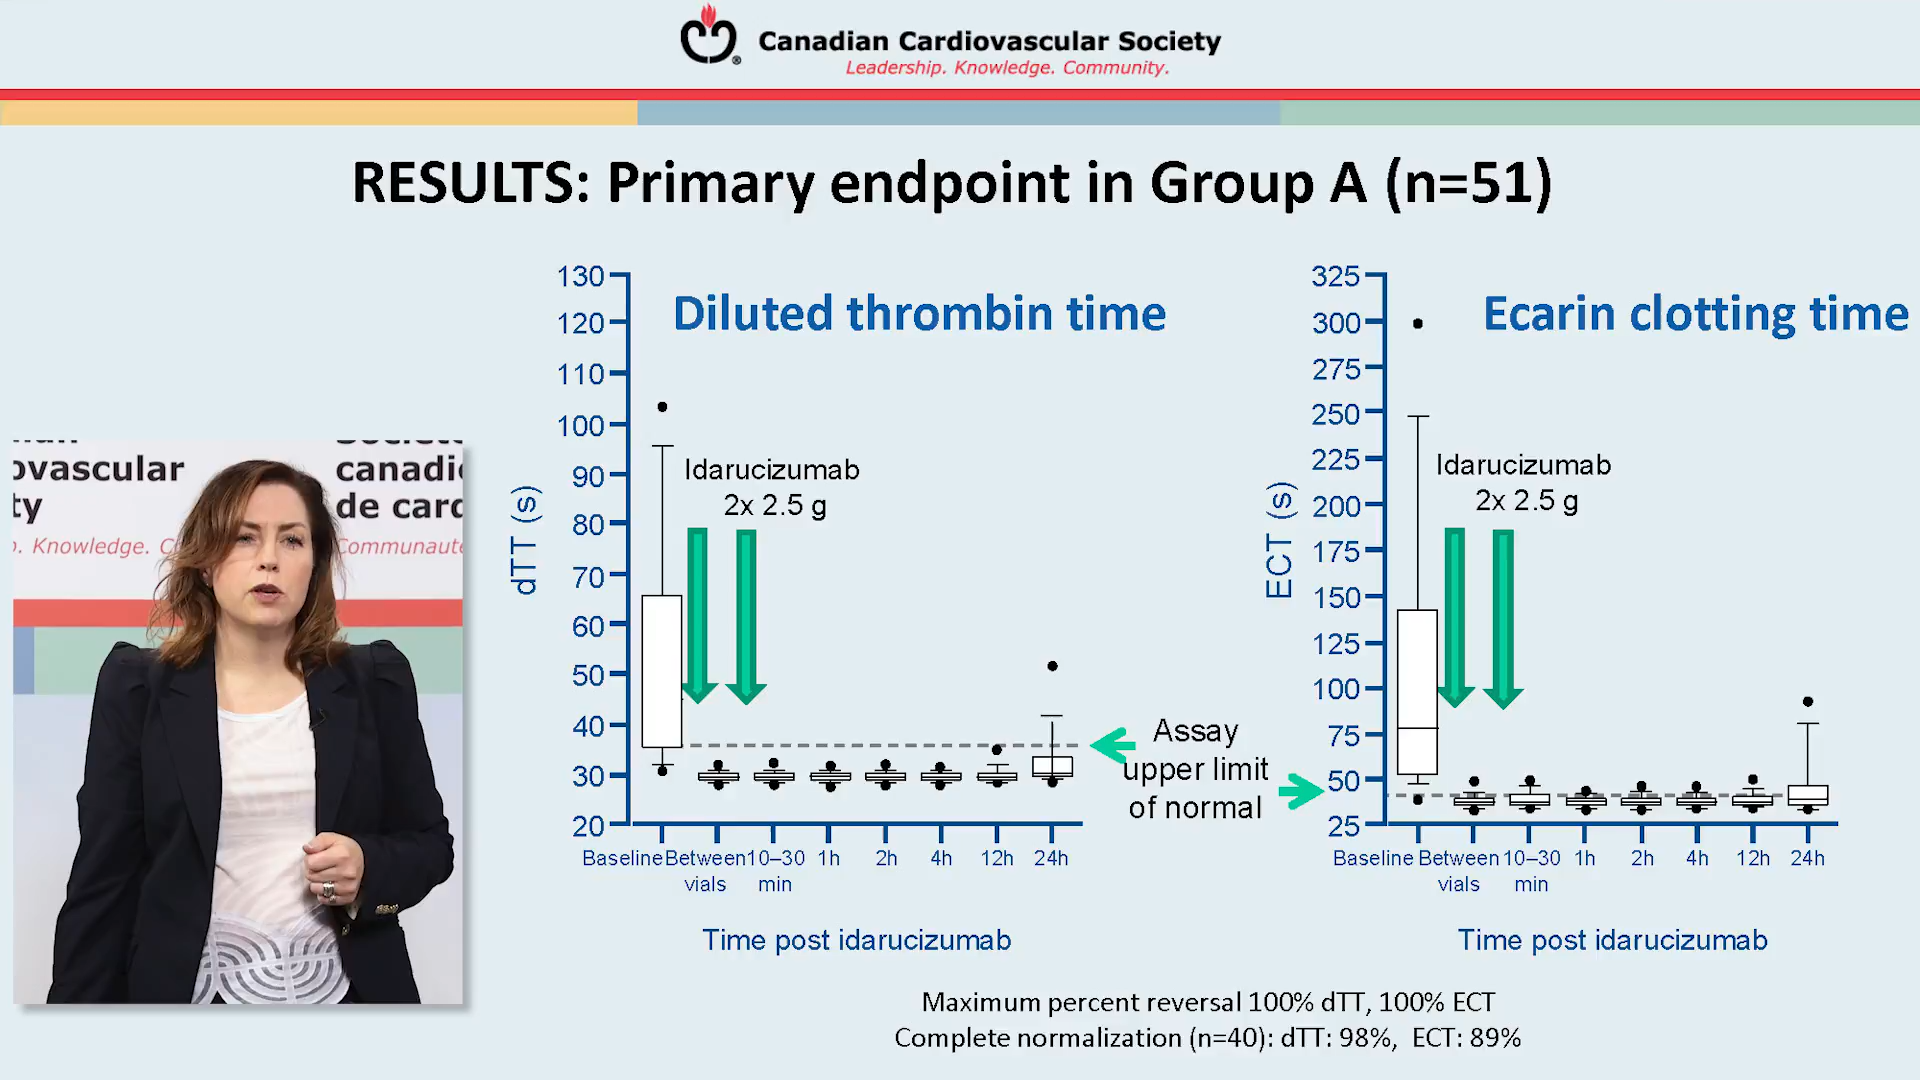 Canadian Cardiovascular Society
Leadership. Knowledge. Community.
RESULTS: Primary endpoint in Group A (n=51)
Diluted thrombin time
130
120
110
100
90
80
70
60
50
40
30
20
dTT (s)
Idarucizumab
2x 2.5 g
Baseline Between vials 10–30 min 1h 2h 4h 12h 24h
Time post idarucizumab
Assay
upper limit
of normal
Ecarin clotting time
325
300
275
250
225
200
175
150
125
100
75
50
25
ECT (s)
Idarucizumab
2x 2.5 g
Baseline Between vials 10–30 min 1h 2h 4h 12h 24h
Time post idarucizumab
Maximum percent reversal 100% dTT, 100% ECT
Complete normalization (n=40): dTT: 98%, ECT: 89%
ovascular
ty
. Knowledge. C
canadie
de card
Communauté